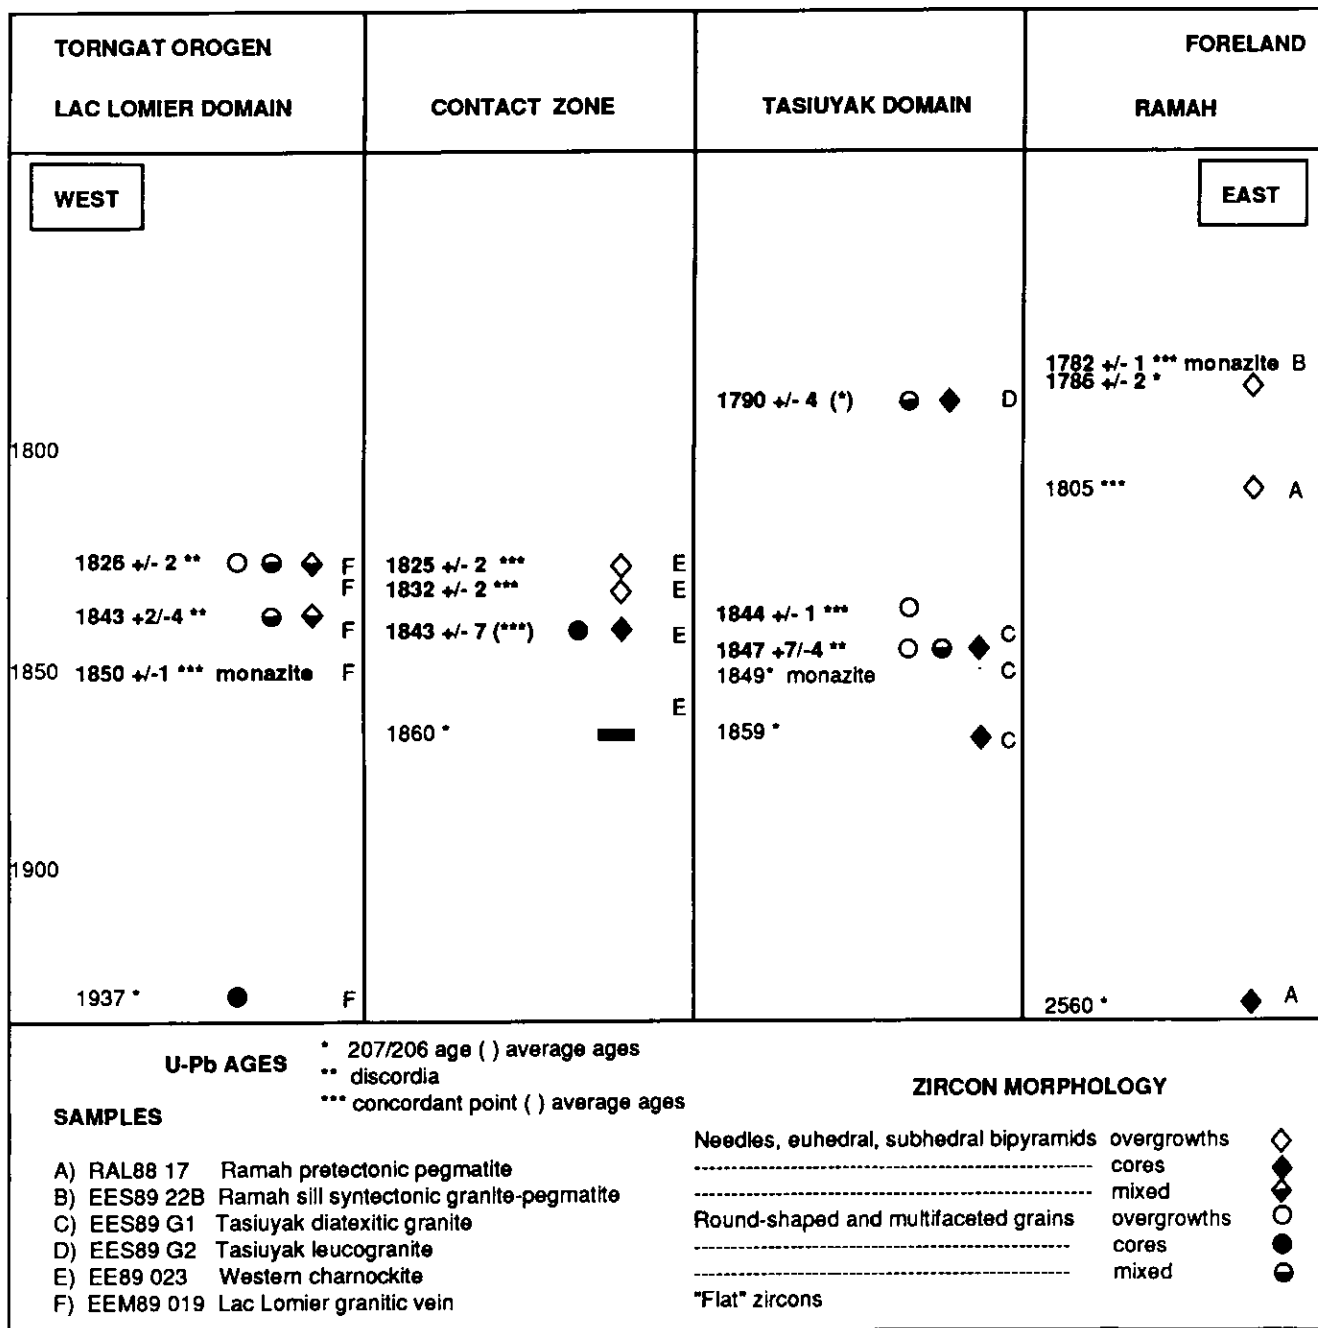 TORNGAT OROGEN
LAC LOMIER DOMAIN
CONTACT ZONE
TASIUYAK DOMAIN
FORELAND
RAMAH
WEST
EAST
1800
1850
1900
1826 +/- 2 ** F
F
1843 +2/-4 **
F
1850 +/-1 *** monazite F
1937 * F
1825 +/- 2 *** E
1832 +/- 2 *** E
1843 +/- 7 (***) E
E
1860 *
1790 +/- 4 (*) D
1844 +/- 1 ***
C
1847 +7/-4 **
1849* monazite C
1859 * C
1782 +/- 1 *** monazite B
1786 +/- 2 *
1805 *** A
2560 * A
U-Pb AGES
* 207/206 age ( ) average ages
** discordia
*** concordant point ( ) average ages
SAMPLES
A) RAL88 17 Ramah pretectonic pegmatite
B) EES89 22B Ramah sill syntectonic granite-pegmatite
C) EES89 G1 Tasiuyak diatexitic granite
D) EES89 G2 Tasiuyak leucogranite
E) EE89 023 Western charnockite
F) EEM89 019 Lac Lomier granitic vein
ZIRCON MORPHOLOGY
Needles, euhedral, subhedral bipyramids overgrowths
cores
mixed
Round-shaped and multifaceted grains overgrowths
cores
mixed
"Flat" zircons